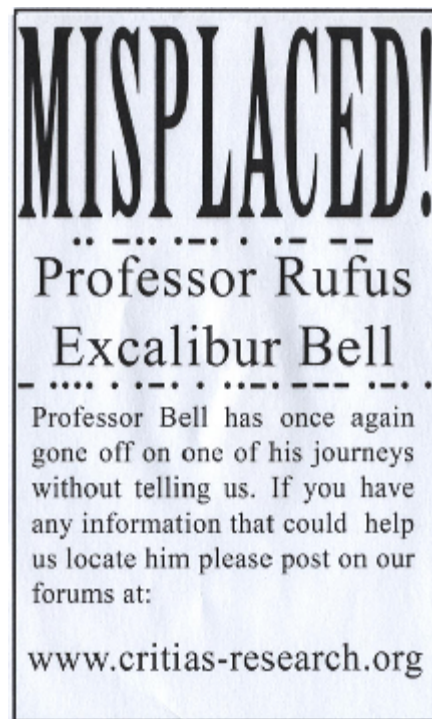 MISPLACED!
.. -.. .-. . .- --
Professor Rufus
Excalibur Bell
- .... . .-. . ..-. --- .-. .
Professor Bell has once again
gone off on one of his journeys
without telling us. If you have
any information that could help
us locate him please post on our
forums at:
www.critias-research.org